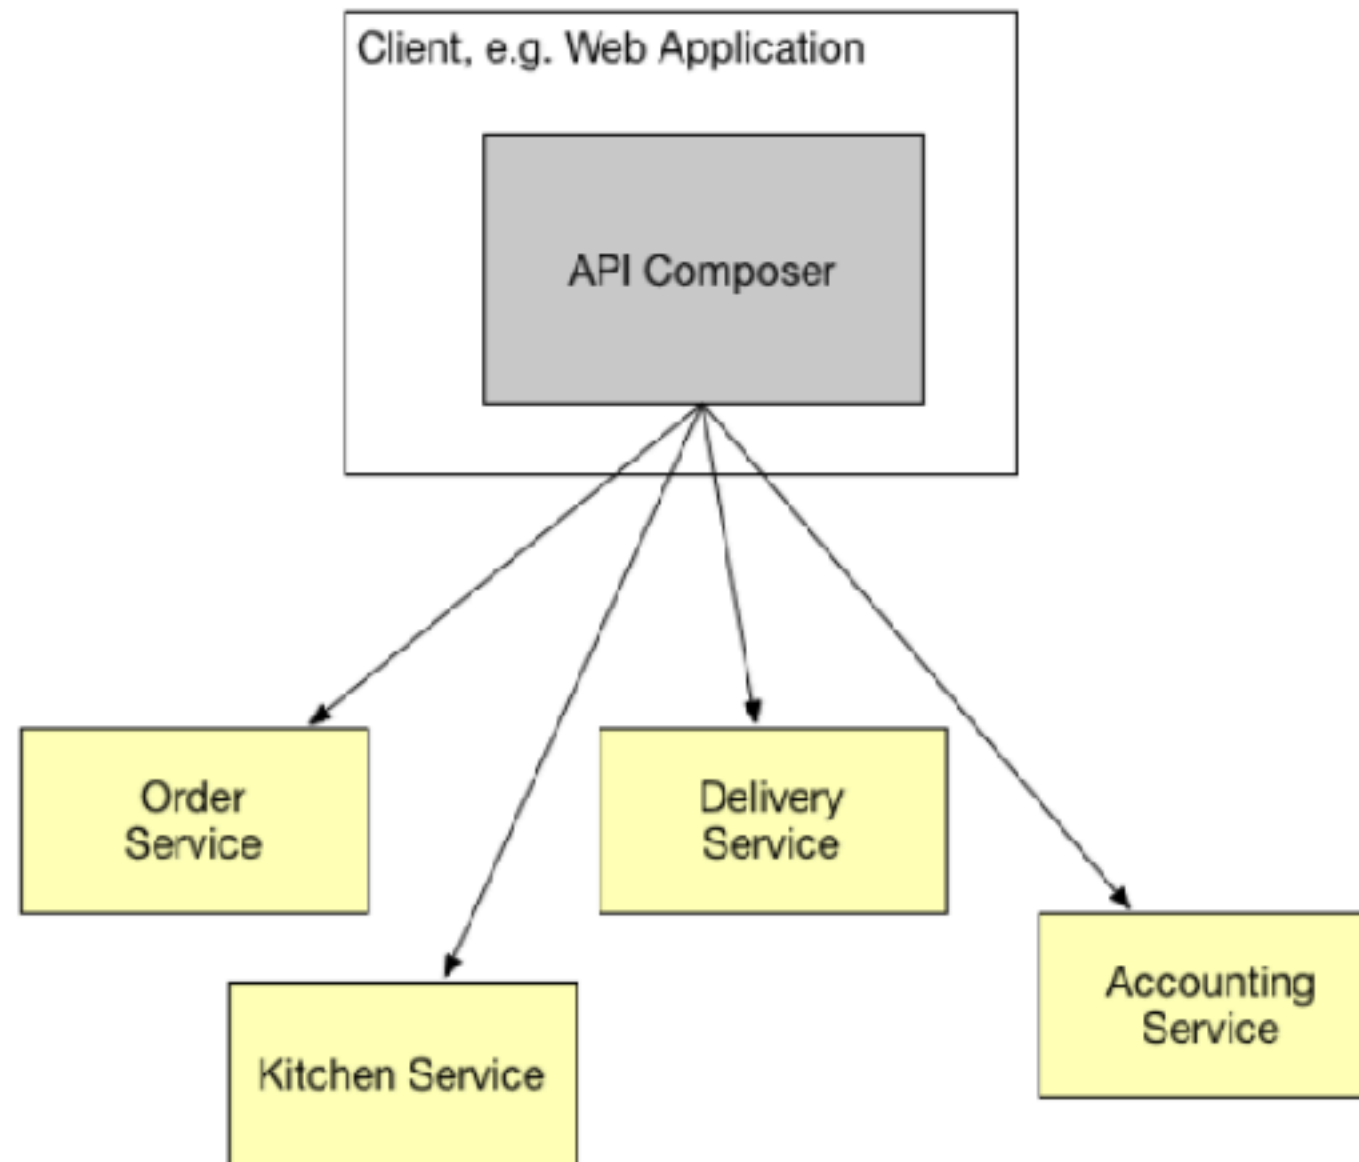 Client, e.g. Web Application
API Composer
Order
Service
Delivery
Service
Accounting
Service
Kitchen Service